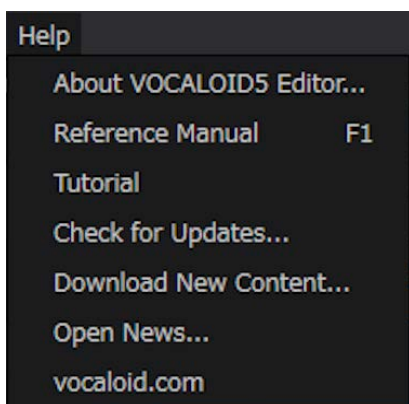 Help
About VOCALOID5 Editor...
Reference Manual F1
Tutorial
Check for Updates...
Download New Content...
Open News...
vocaloid.com